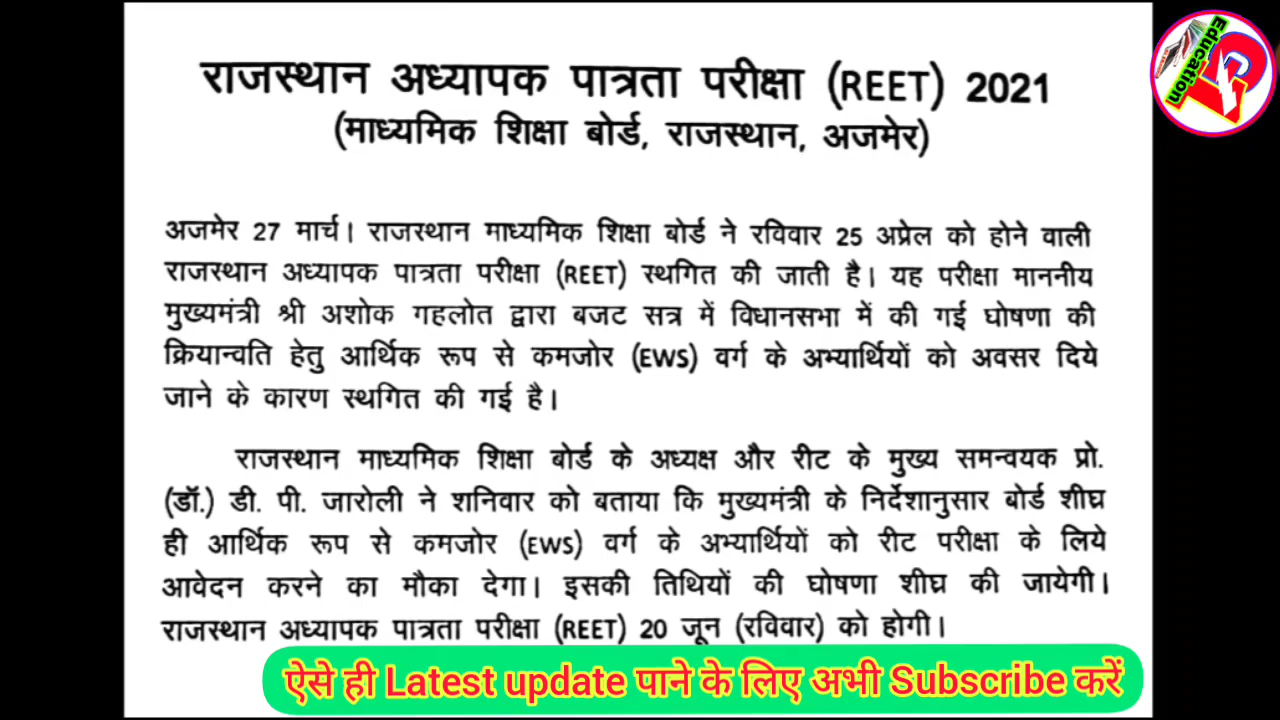 राजस्थान अध्यापक पात्रता परीक्षा (REET) 2021
(माध्यमिक शिक्षा बोर्ड, राजस्थान, अजमेर)
Education
अजमेर 27 मार्च। राजस्थान माध्यमिक शिक्षा बोर्ड ने रविवार 25 अप्रेल को होने वाली
राजस्थान अध्यापक पात्रता परीक्षा (REET) स्थगित की जाती है। यह परीक्षा माननीय
मुख्यमंत्री श्री अशोक गहलोत द्वारा बजट सत्र में विधानसभा में की गई घोषणा की
क्रियान्वति हेतु आर्थिक रूप से कमजोर (EWS) वर्ग के अभ्यार्थियों को अवसर दिये
जाने के कारण स्थगित की गई है।
राजस्थान माध्यमिक शिक्षा बोर्ड के अध्यक्ष और रीट के मुख्य समन्वयक प्रो.
(डॉ.) डी. पी. जारोली ने शनिवार को बताया कि मुख्यमंत्री के निर्देशानुसार बोर्ड शीघ्र
ही आर्थिक रूप से कमजोर (EWS) वर्ग के अभ्यार्थियों को रीट परीक्षा के लिये
आवेदन करने का मौका देगा। इसकी तिथियों की घोषणा शीघ्र की जायेगी।
राजस्थान अध्यापक पात्रता परीक्षा (REET) 20 जून (रविवार) को होगी।
ऐसे ही Latest update पाने के लिए अभी Subscribe करें